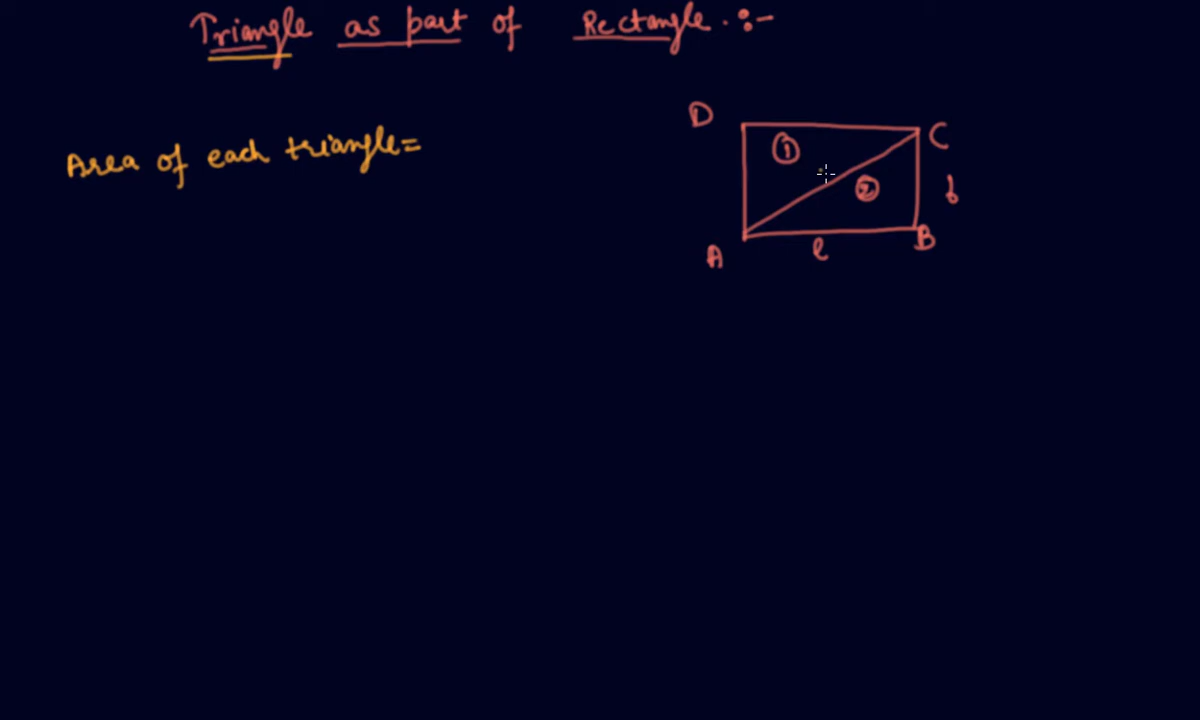 Triangle as part of Rectangle. :-
Area of each triangle=
D
C
①
②
b
A
l
B